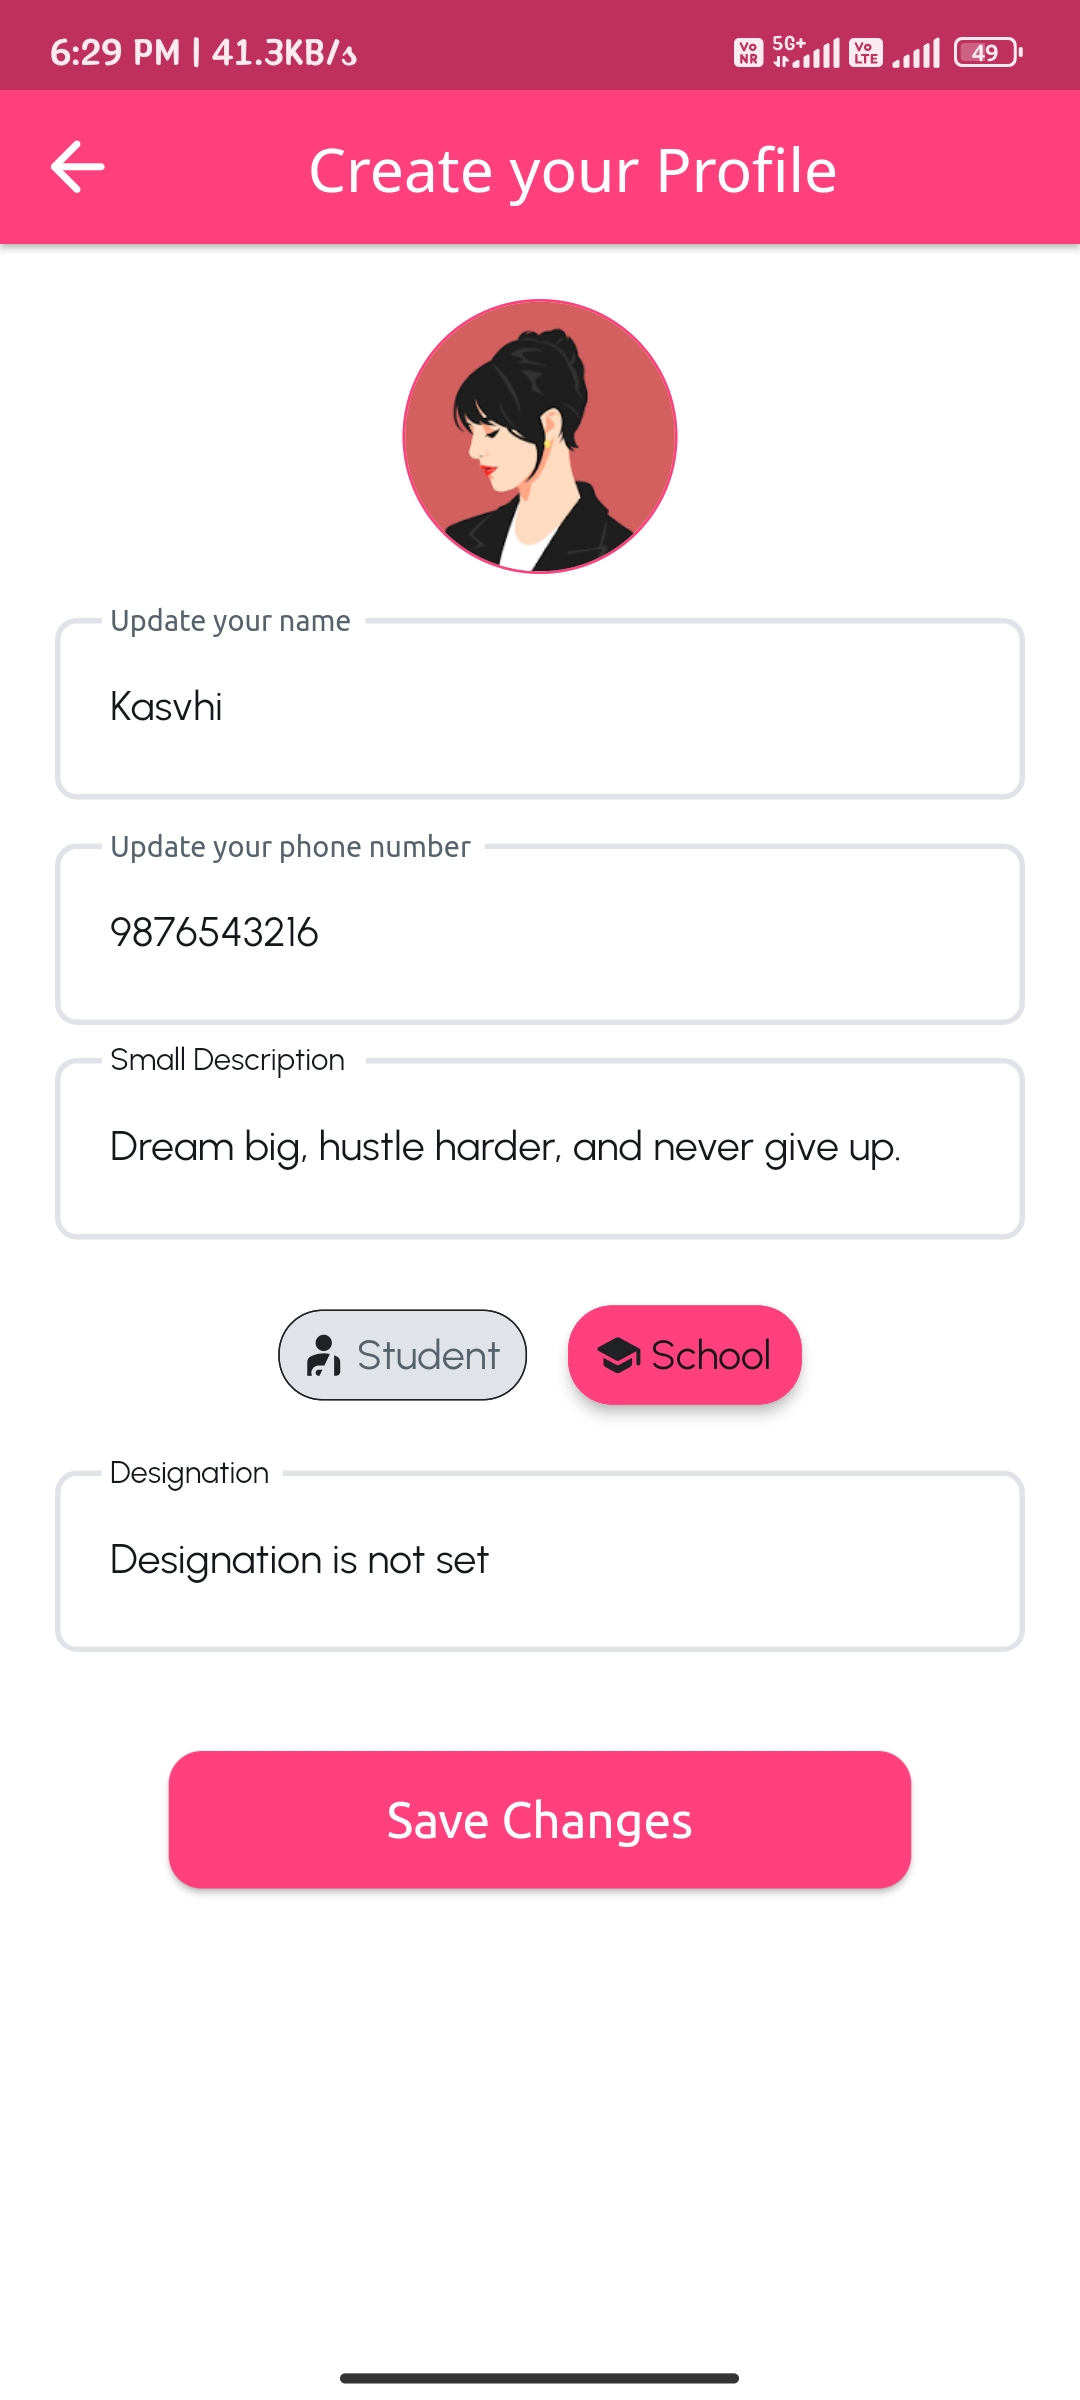 6:29 PM | 41.3KB/s Vo NR 5G+ Vo LTE 49
Create your Profile
Update your name
Kasvhi
Update your phone number
9876543216
Small Description
Dream big, hustle harder, and never give up.
Student School
Designation
Designation is not set
Save Changes